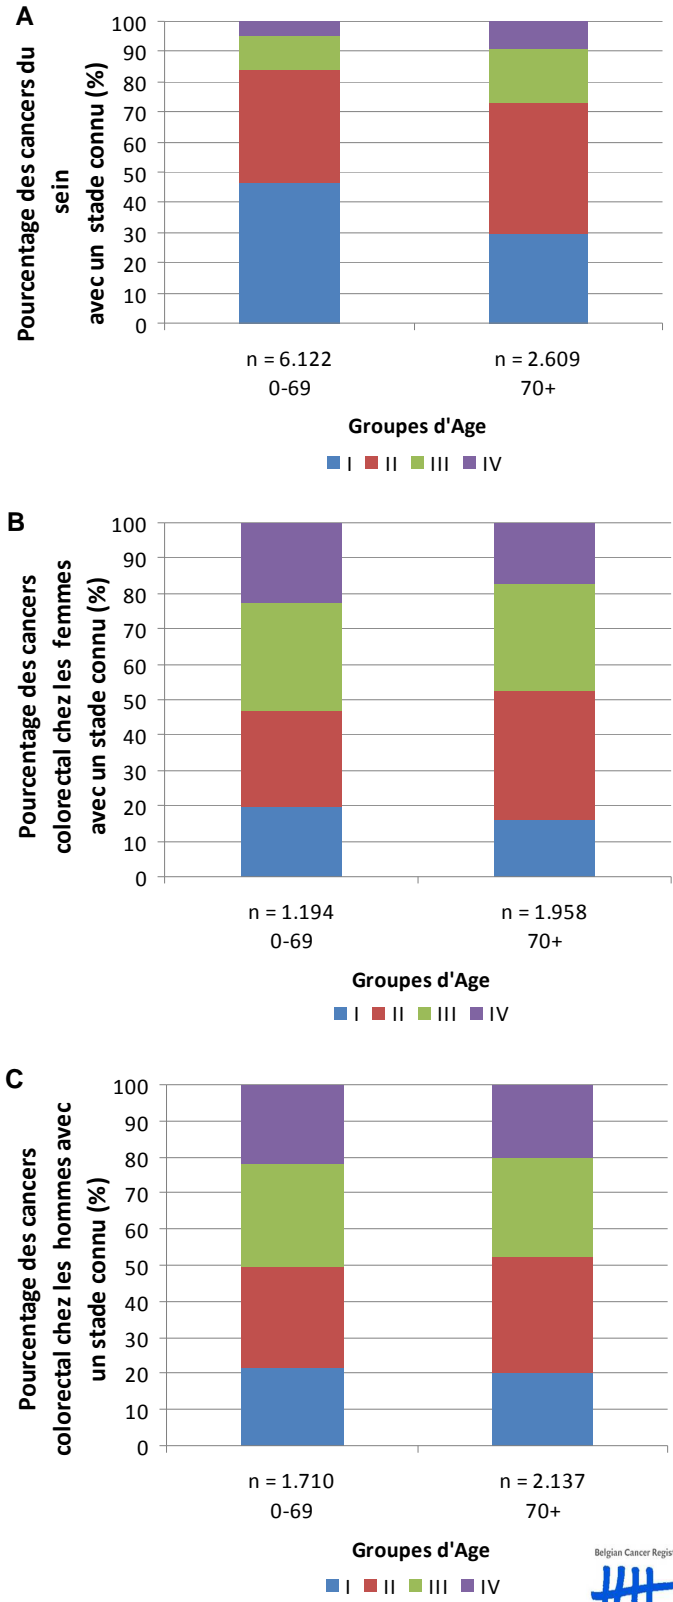 A
Pourcentage des cancers du
sein
avec un stade connu (%)
100
90
80
70
60
50
40
30
20
10
0
n = 6.122
n = 2.609
0-69
70+
Groupes d'Age
I II III IV
B
Pourcentage des cancers
colorectal chez les femmes
avec un stade connu (%)
100
90
80
70
60
50
40
30
20
10
0
n = 1.194
n = 1.958
0-69
70+
Groupes d'Age
I II III IV
C
Pourcentage des cancers
colorectal chez les hommes avec
un stade connu (%)
100
90
80
70
60
50
40
30
20
10
0
n = 1.710
n = 2.137
0-69
70+
Groupes d'Age
I II III IV
Belgian Cancer Regist